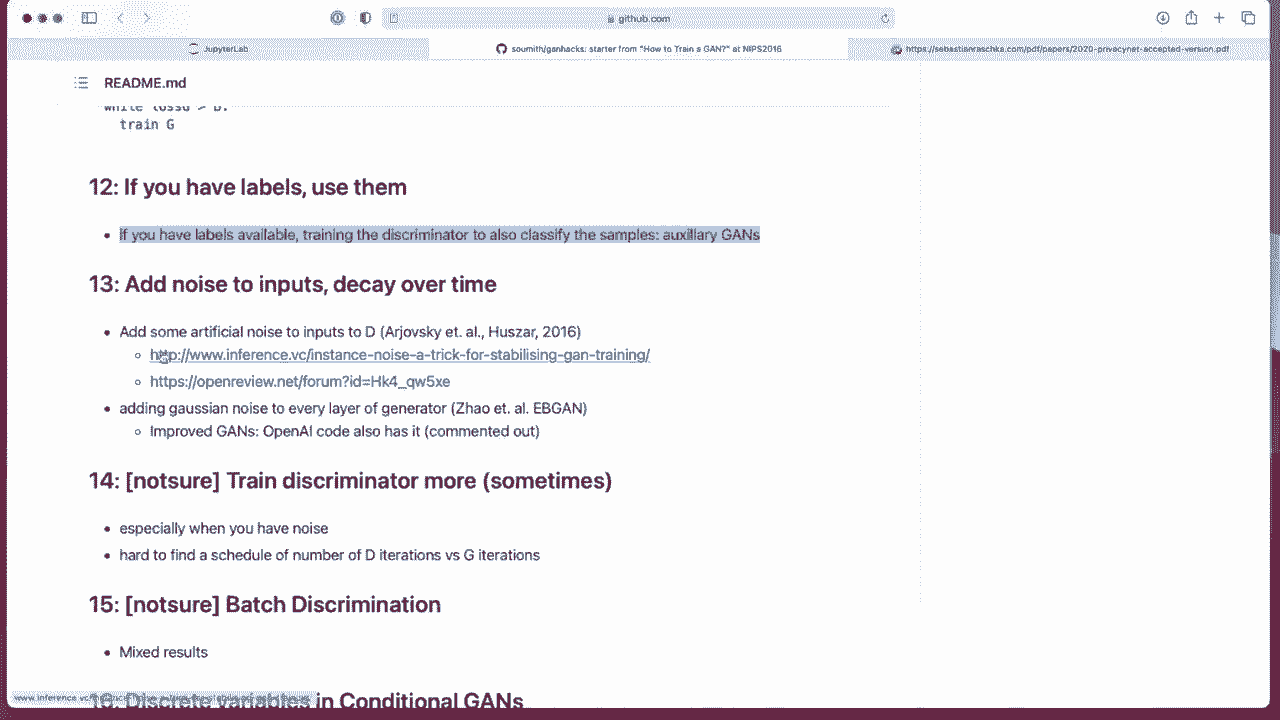 github.com
JupyterLab
soumith/ganhacks: starter from "How to Train a GAN?" at NIPS2016
https://sebastianraschka.com/pdf/papers/2020-privacynet-accepted-version.pdf
README.md
while lossG > B:
train G
12: If you have labels, use them
• if you have labels available, training the discriminator to also classify the samples: auxillary GANs
13: Add noise to inputs, decay over time
• Add some artificial noise to inputs to D (Arjovsky et. al., Huszar, 2016)
◦ http://www.inference.vc/instance-noise-a-trick-for-stabilising-gan-training/
◦ https://openreview.net/forum?id=Hk4_qw5xe
• adding gaussian noise to every layer of generator (Zhao et. al. EBGAN)
◦ Improved GANs: OpenAI code also has it (commented out)
14: [notsure] Train discriminator more (sometimes)
• especially when you have noise
• hard to find a schedule of number of D iterations vs G iterations
15: [notsure] Batch Discrimination
• Mixed results
16: Discrete variables in Conditional GANs